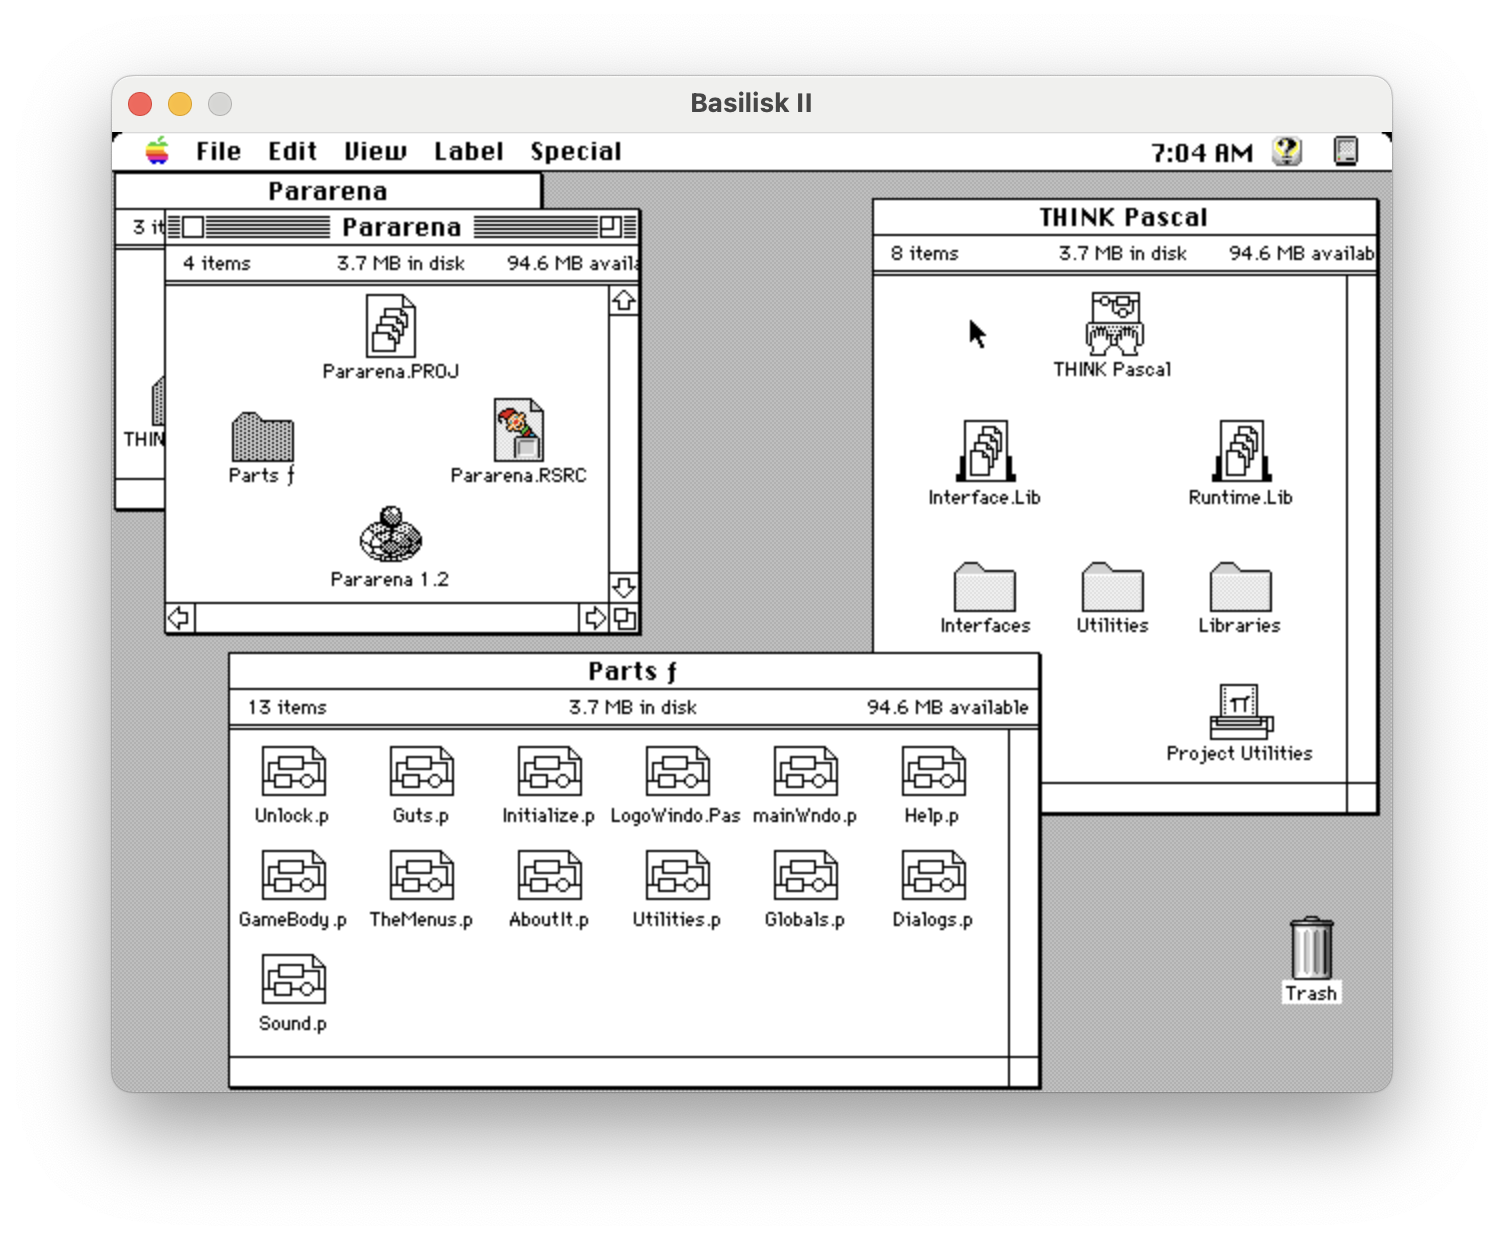 Basilisk II
File Edit View Label Special 7:04 AM
Pararena
3 it
THIN
Pararena
4 items 3.7 MB in disk 94.6 MB availa
Pararena.PROJ
Parts ƒ Pararena.RSRC
Pararena 1.2
THINK Pascal
8 items 3.7 MB in disk 94.6 MB availab
THINK Pascal
Interface.Lib Runtime.Lib
Interfaces Utilities Libraries
Project Utilities
Parts ƒ
13 items 3.7 MB in disk 94.6 MB available
Unlock.p Guts.p Initialize.p LogoWindo.Pas mainWndo.p Help.p
GameBody.p TheMenus.p AboutIt.p Utilities.p Globals.p Dialogs.p
Sound.p
Trash